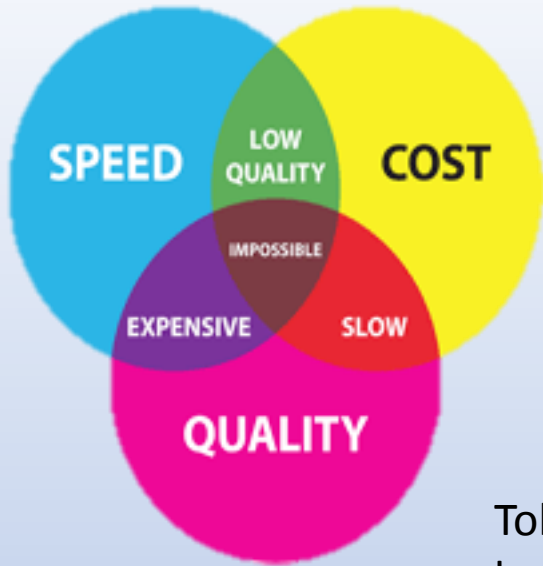 SPEED
LOW
QUALITY
COST
IMPOSSIBLE
EXPENSIVE
SLOW
QUALITY